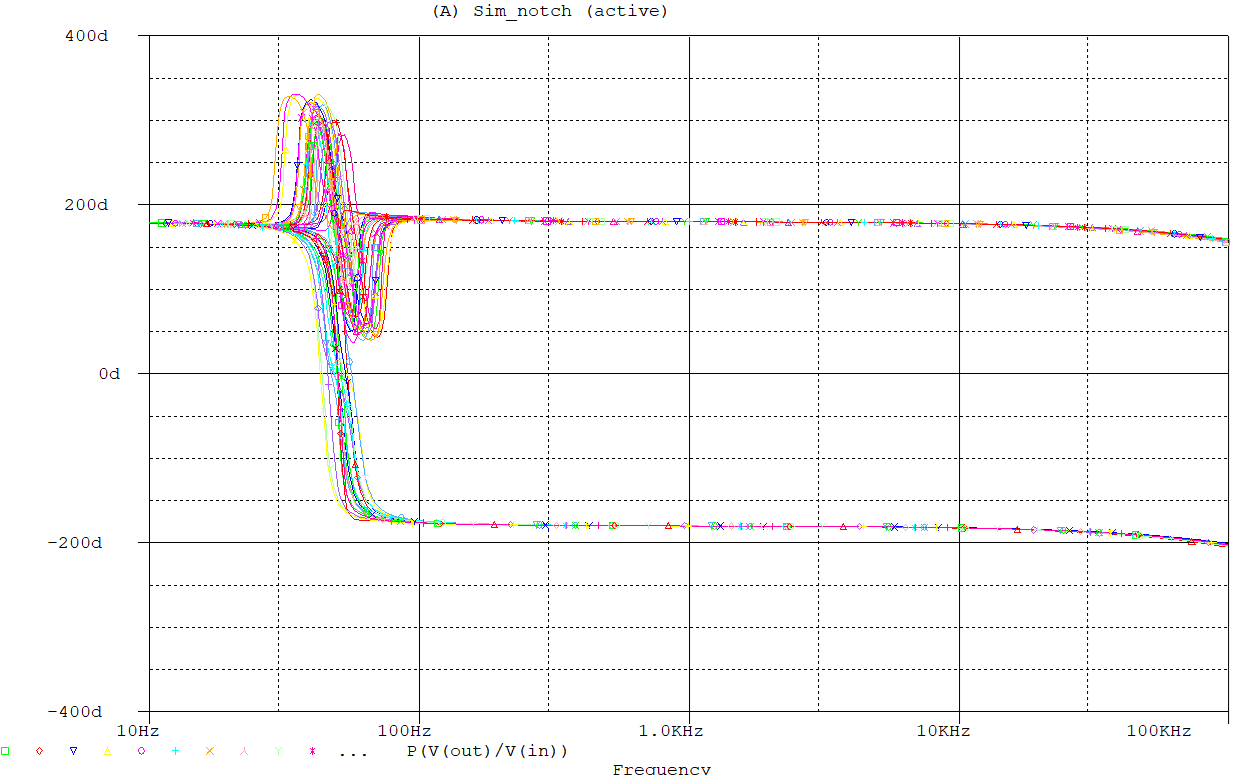 (A) Sim_notch (active)
400d
200d
0d
-200d
-400d
10Hz 100Hz 1.0KHz 10KHz 100KHz
... P(V(out)/V(in))
Frequency